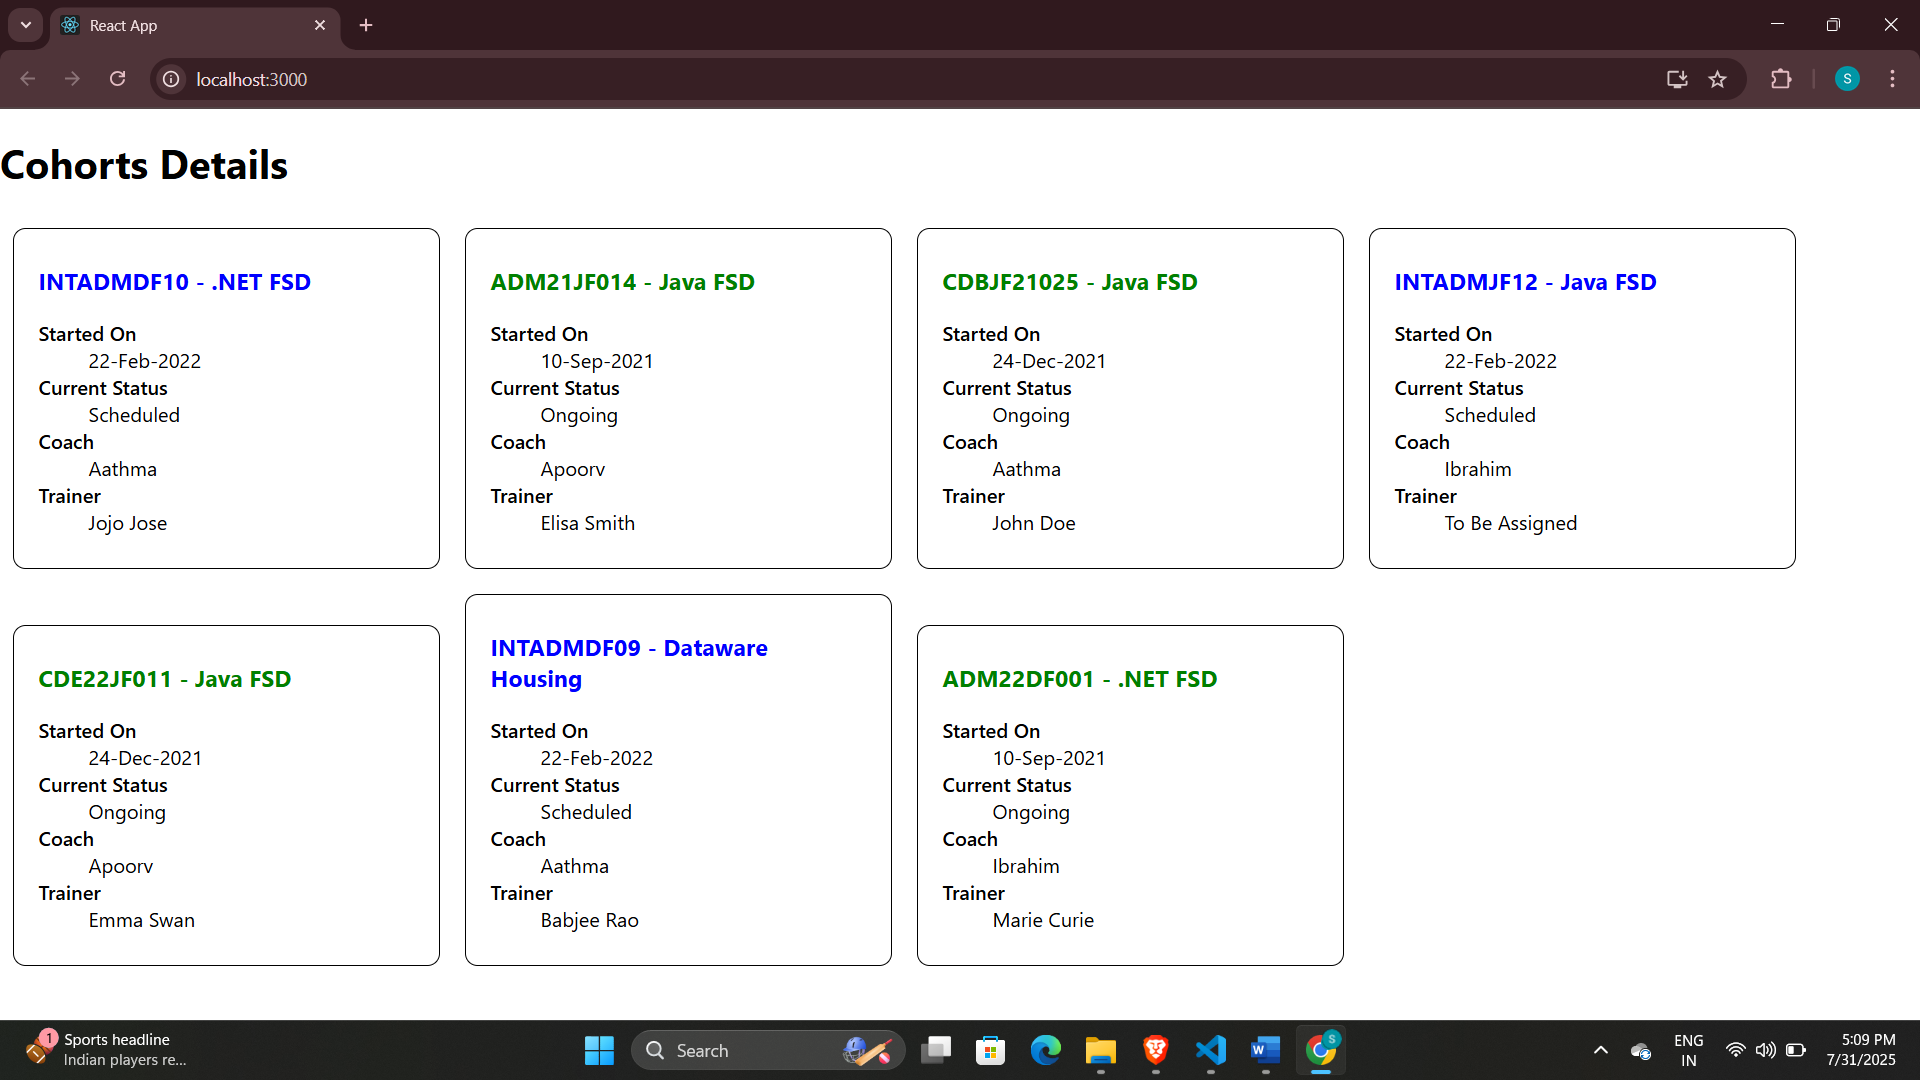 React App
localhost:3000
S
Cohorts Details
INTADMDF10 - .NET FSD
Started On
22-Feb-2022
Current Status
Scheduled
Coach
Aathma
Trainer
Jojo Jose
ADM21JF014 - Java FSD
Started On
10-Sep-2021
Current Status
Ongoing
Coach
Apoorv
Trainer
Elisa Smith
CDBJF21025 - Java FSD
Started On
24-Dec-2021
Current Status
Ongoing
Coach
Aathma
Trainer
John Doe
INTADMJF12 - Java FSD
Started On
22-Feb-2022
Current Status
Scheduled
Coach
Ibrahim
Trainer
To Be Assigned
CDE22JF011 - Java FSD
Started On
24-Dec-2021
Current Status
Ongoing
Coach
Apoorv
Trainer
Emma Swan
INTADMDF09 - Dataware
Housing
Started On
22-Feb-2022
Current Status
Scheduled
Coach
Aathma
Trainer
Babjee Rao
ADM22DF001 - .NET FSD
Started On
10-Sep-2021
Current Status
Ongoing
Coach
Ibrahim
Trainer
Marie Curie
1
Sports headline
Indian players re...
Search
W
S
ENG
IN
5:09 PM
7/31/2025